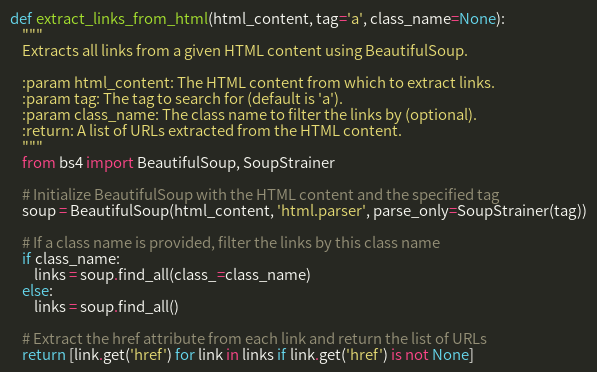 def extract_links_from_html(html_content, tag='a', class_name=None):
    """
    Extracts all links from a given HTML content using BeautifulSoup.

    :param html_content: The HTML content from which to extract links.
    :param tag: The tag to search for (default is 'a').
    :param class_name: The class name to filter the links by (optional).
    :return: A list of URLs extracted from the HTML content.
    """
    from bs4 import BeautifulSoup, SoupStrainer

    # Initialize BeautifulSoup with the HTML content and the specified tag
    soup = BeautifulSoup(html_content, 'html.parser', parse_only=SoupStrainer(tag))

    # If a class name is provided, filter the links by this class name
    if class_name:
        links = soup.find_all(class_=class_name)
    else:
        links = soup.find_all()

    # Extract the href attribute from each link and return the list of URLs
    return [link.get('href') for link in links if link.get('href') is not None]